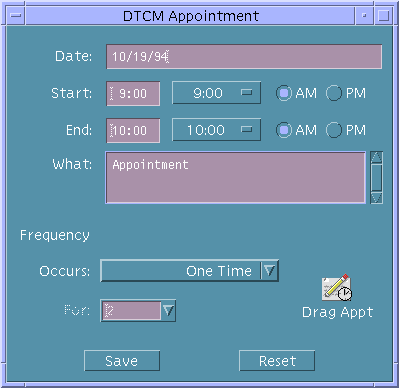 DTCM Appointment
Date: 10/19/94
Start: 9:00 9:00 AM PM
End: 10:00 10:00 AM PM
What: Appointment
Frequency
Occurs: One Time
For: 2
Drag Appt
Save Reset